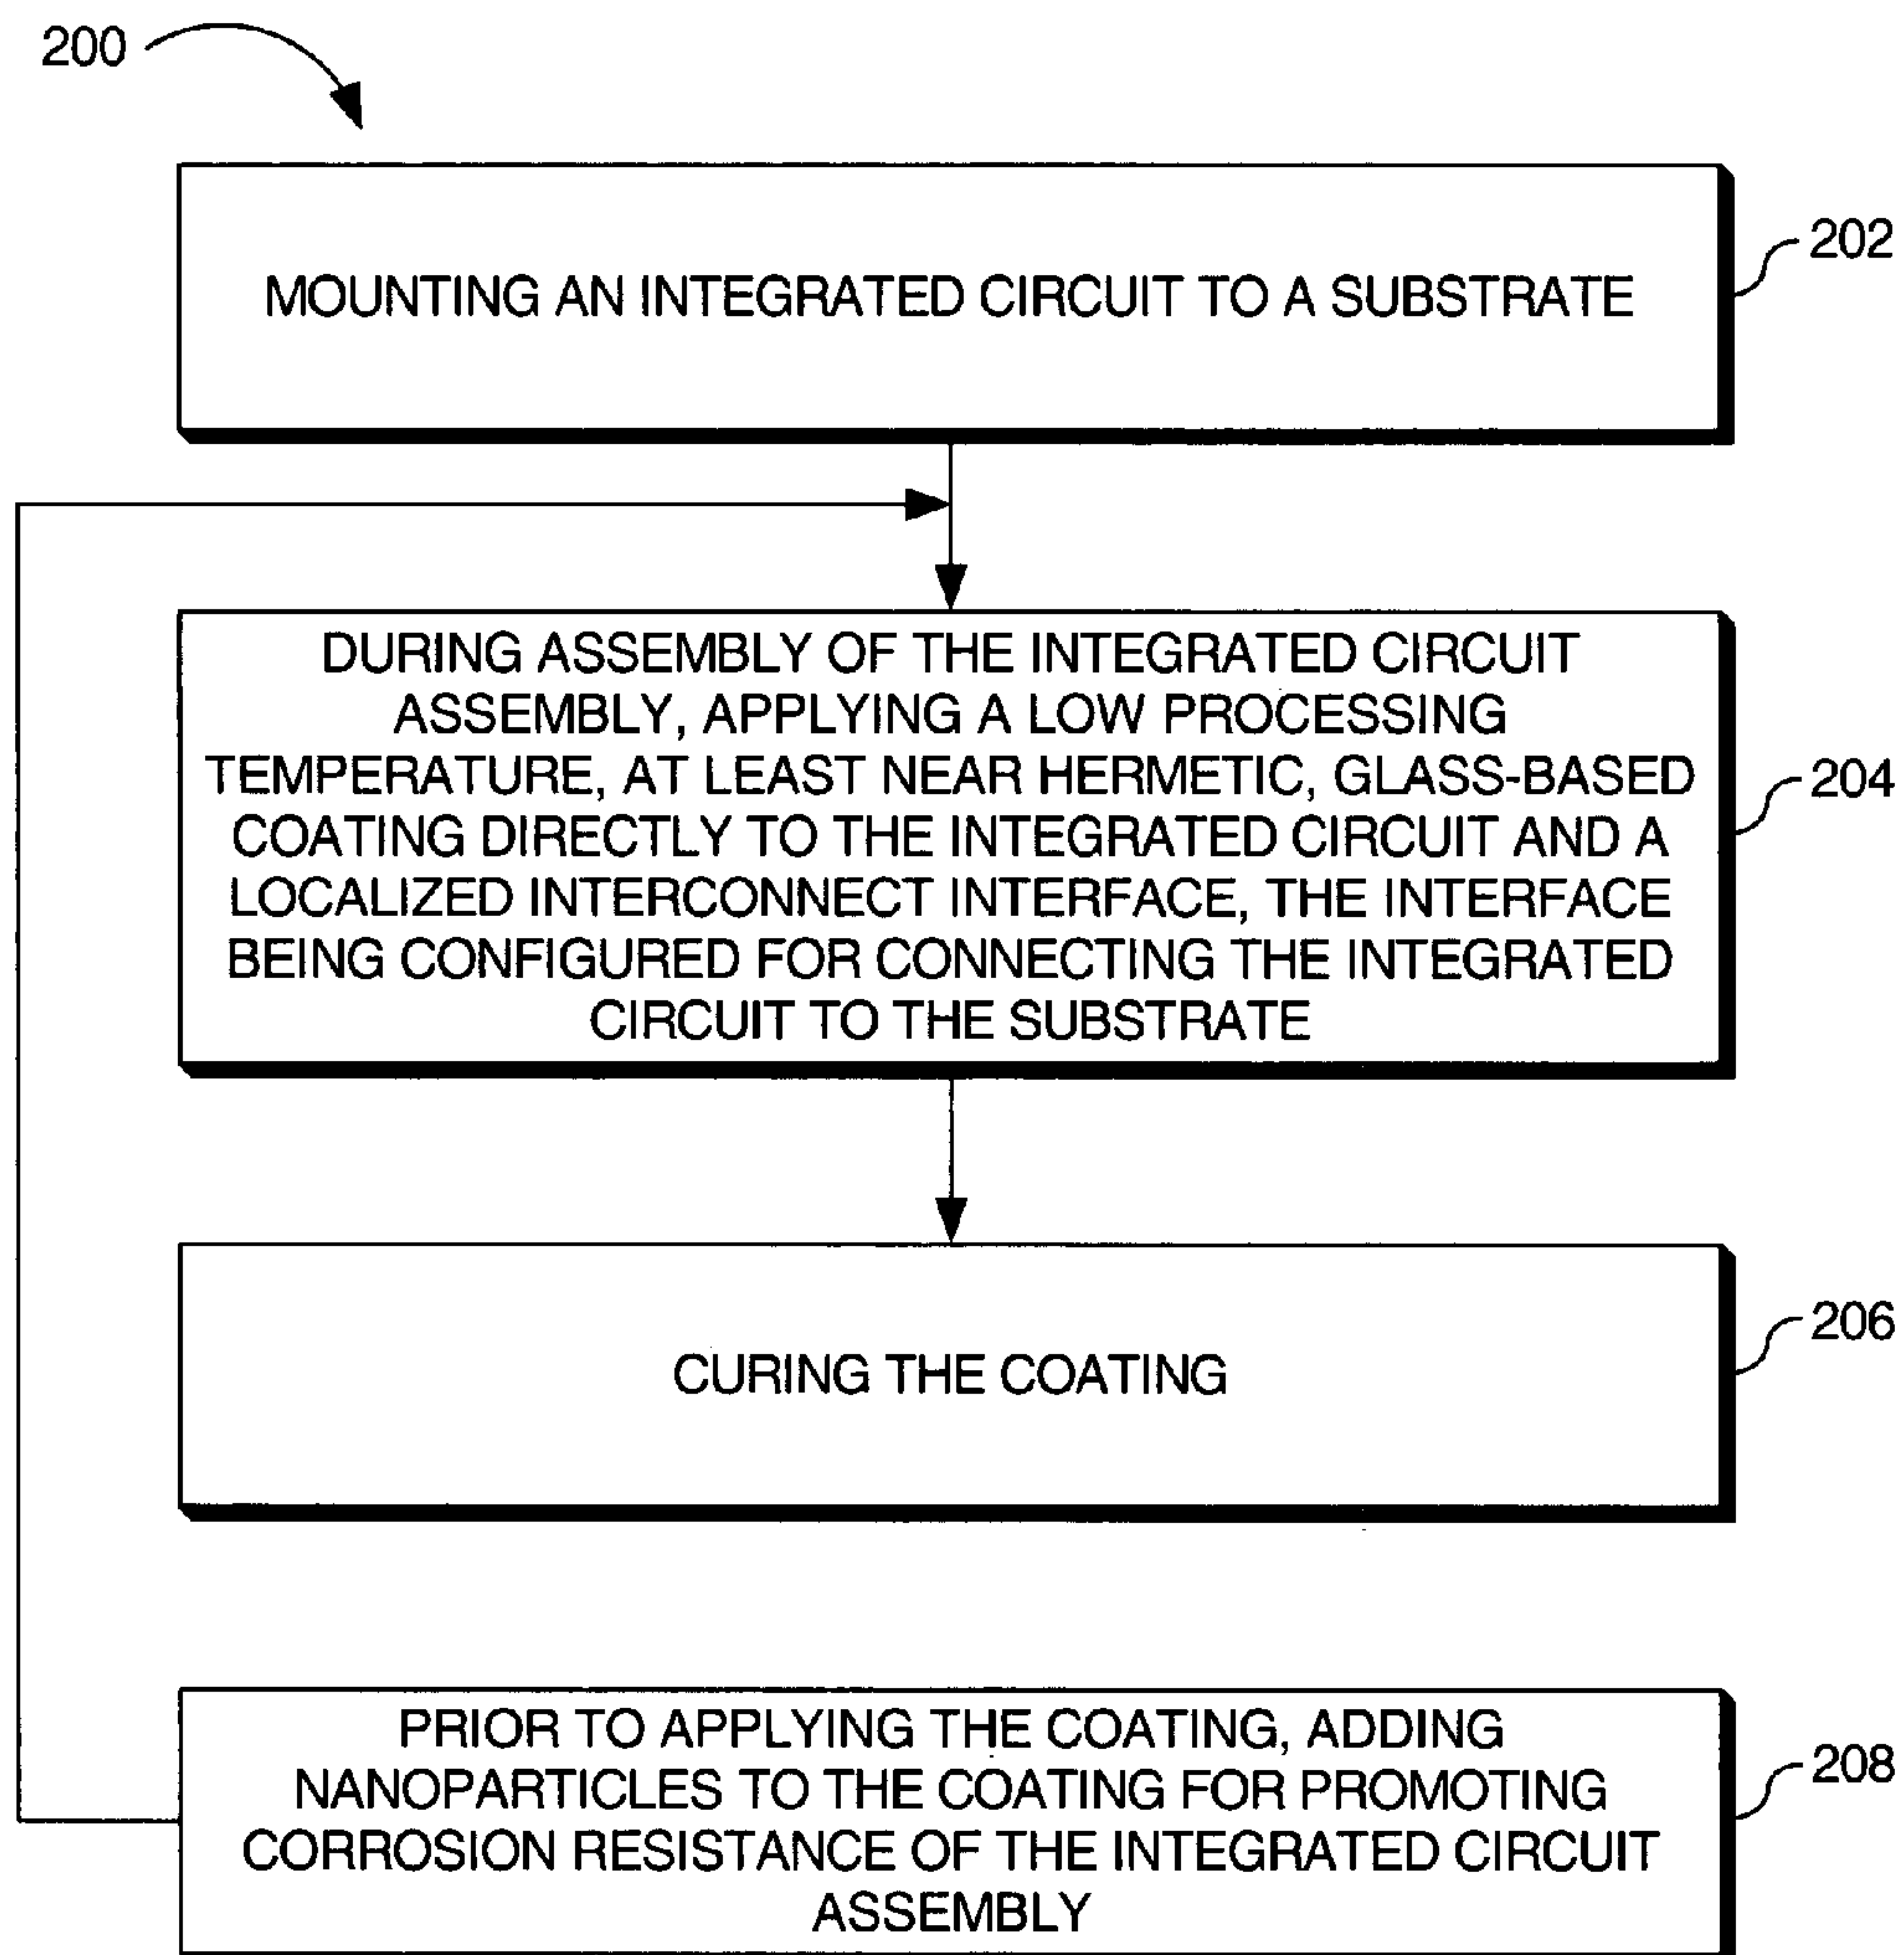 200
MOUNTING AN INTEGRATED CIRCUIT TO A SUBSTRATE
202
DURING ASSEMBLY OF THE INTEGRATED CIRCUIT
ASSEMBLY, APPLYING A LOW PROCESSING
TEMPERATURE, AT LEAST NEAR HERMETIC, GLASS-BASED
COATING DIRECTLY TO THE INTEGRATED CIRCUIT AND A
LOCALIZED INTERCONNECT INTERFACE, THE INTERFACE
BEING CONFIGURED FOR CONNECTING THE INTEGRATED
CIRCUIT TO THE SUBSTRATE
204
CURING THE COATING
206
PRIOR TO APPLYING THE COATING, ADDING
NANOPARTICLES TO THE COATING FOR PROMOTING
CORROSION RESISTANCE OF THE INTEGRATED CIRCUIT
ASSEMBLY
208